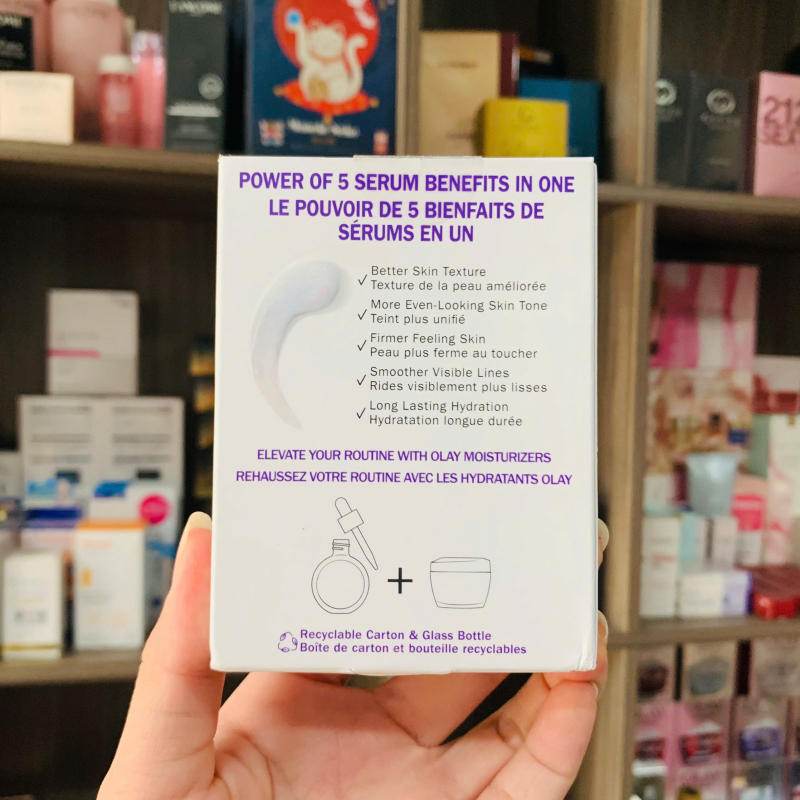 LANCOME
POWER OF 5 SERUM BENEFITS IN ONE
LE POUVOIR DE 5 BIENFAITS DE
SÉRUMS EN UN
Better Skin Texture
Texture de la peau améliorée
More Even-Looking Skin Tone
Teint plus unifié
Firmer Feeling Skin
Peau plus ferme au toucher
Smoother Visible Lines
Rides visiblement plus lisses
Long Lasting Hydration
Hydratation longue durée
ELEVATE YOUR ROUTINE WITH OLAY MOISTURIZERS
REHAUSSEZ VOTRE ROUTINE AVEC LES HYDRATANTS OLAY
+
Recyclable Carton & Glass Bottle
Boîte de carton et bouteille recyclables
212